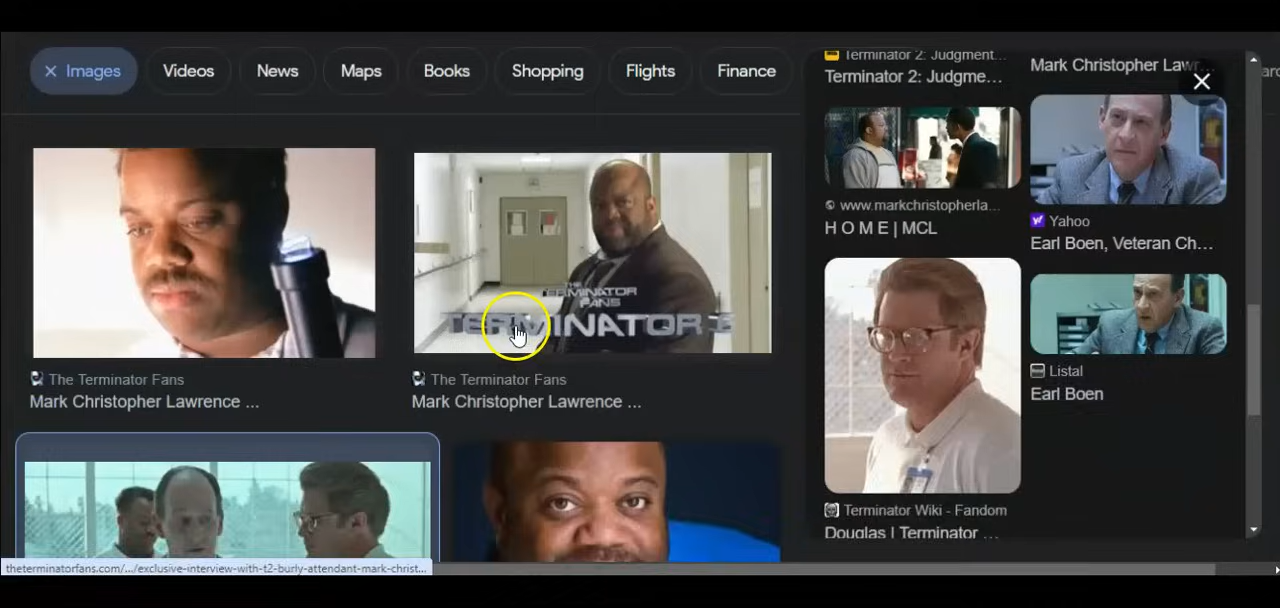 Images
Videos
News
Maps
Books
Shopping
Flights
Finance
Terminator 2: Judgment...
Terminator 2: Judgme...
Mark Christopher Lawr...
www.markchristopherla...
H O M E | MCL
Yahoo
Earl Boen, Veteran Ch...
THE
TERMINATOR
FANS
TERMINATOR 2
The Terminator Fans
Mark Christopher Lawrence ...
The Terminator Fans
Mark Christopher Lawrence ...
Listal
Earl Boen
Terminator Wiki - Fandom
Douglas | Terminator ...
theterminatorfans.com/.../exclusive-interview-with-t2-burly-attendant-mark-christ...